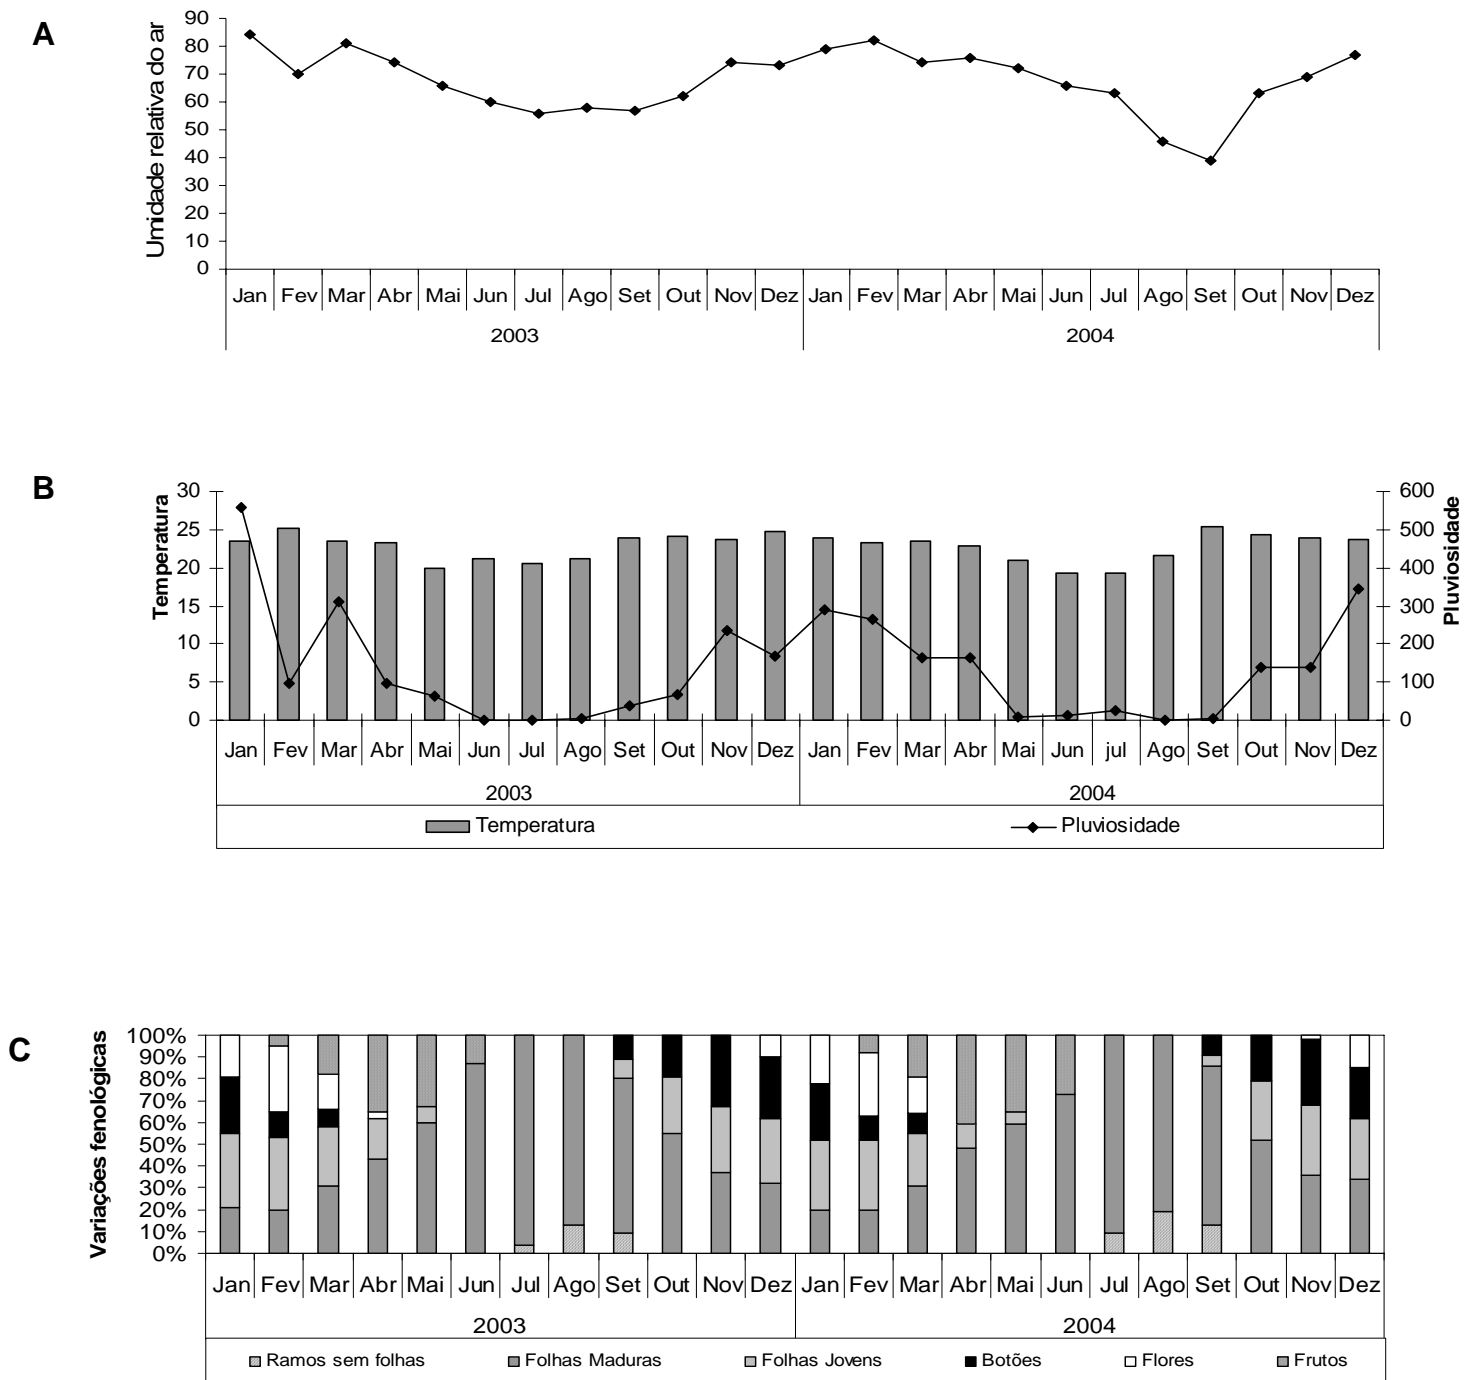 A
Umidade relativa do ar
90
80
70
60
50
40
30
20
10
0
Jan Fev Mar Abr Mai Jun Jul Ago Set Out Nov Dez Jan Fev Mar Abr Mai Jun Jul Ago Set Out Nov Dez
2003 2004
B
Temperatura
Pluviosidade
30 600
25 500
20 400
15 300
10 200
5 100
0 0
Jan Fev Mar Abr Mai Jun Jul Ago Set Out Nov Dez Jan Fev Mar Abr Mai Jun jul Ago Set Out Nov Dez
2003 2004
Temperatura Pluviosidade
C
Variações fenológicas
100%
90%
80%
70%
60%
50%
40%
30%
20%
10%
0%
Jan Fev Mar Abr Mai Jun Jul Ago Set Out Nov Dez Jan Fev Mar Abr Mai Jun Jul Ago Set Out Nov Dez
2003 2004
Ramos sem folhas Folhas Maduras Folhas Jovens Botões Flores Frutos